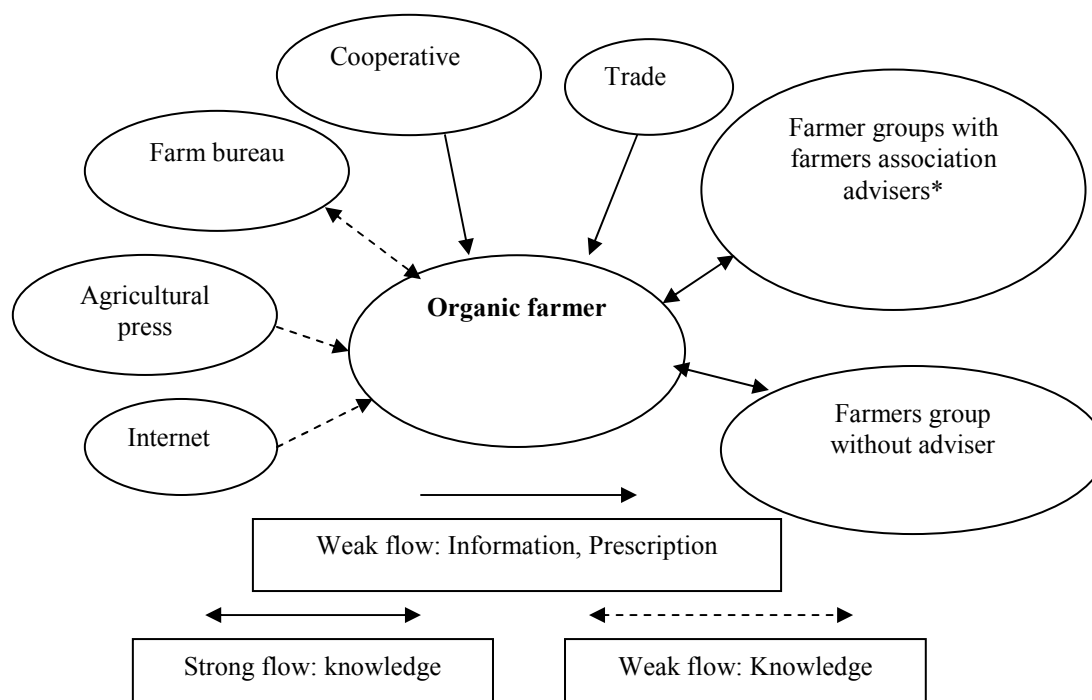 Cooperative
Trade
Farmer groups with
farmers association
advisers*
Farm bureau
Agricultural
press
Organic farmer
Internet
Farmers group
without adviser
Weak flow: Information, Prescription
Strong flow: knowledge
Weak flow: Knowledge